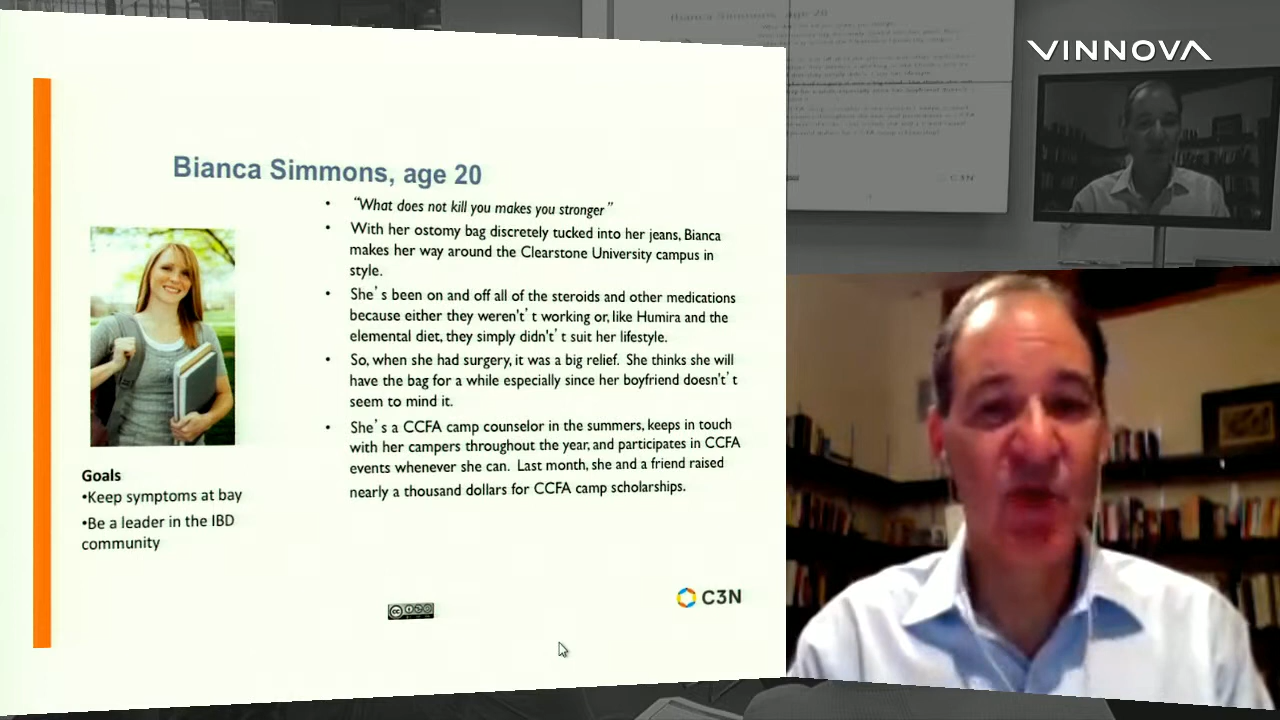 VINNOVA
Bianca Simmons, age 20
Bianca Simmons, age 20
• “What does not kill you makes you stronger”
• With her ostomy bag discretely tucked into her jeans, Bianca
makes her way around the Clearstone University campus in
style.
• She’s been on and off all of the steroids and other medications
because either they weren't’t working or, like Humira and the
elemental diet, they simply didn't’t suit her lifestyle.
• So, when she had surgery, it was a big relief. She thinks she will
have the bag for a while especially since her boyfriend doesn't’t
seem to mind it.
• She’s a CCFA camp counselor in the summers, keeps in touch
with her campers throughout the year, and participates in CCFA
events whenever she can. Last month, she and a friend raised
nearly a thousand dollars for CCFA camp scholarships.
Goals
•Keep symptoms at bay
•Be a leader in the IBD
community
cc
C3N
C3N